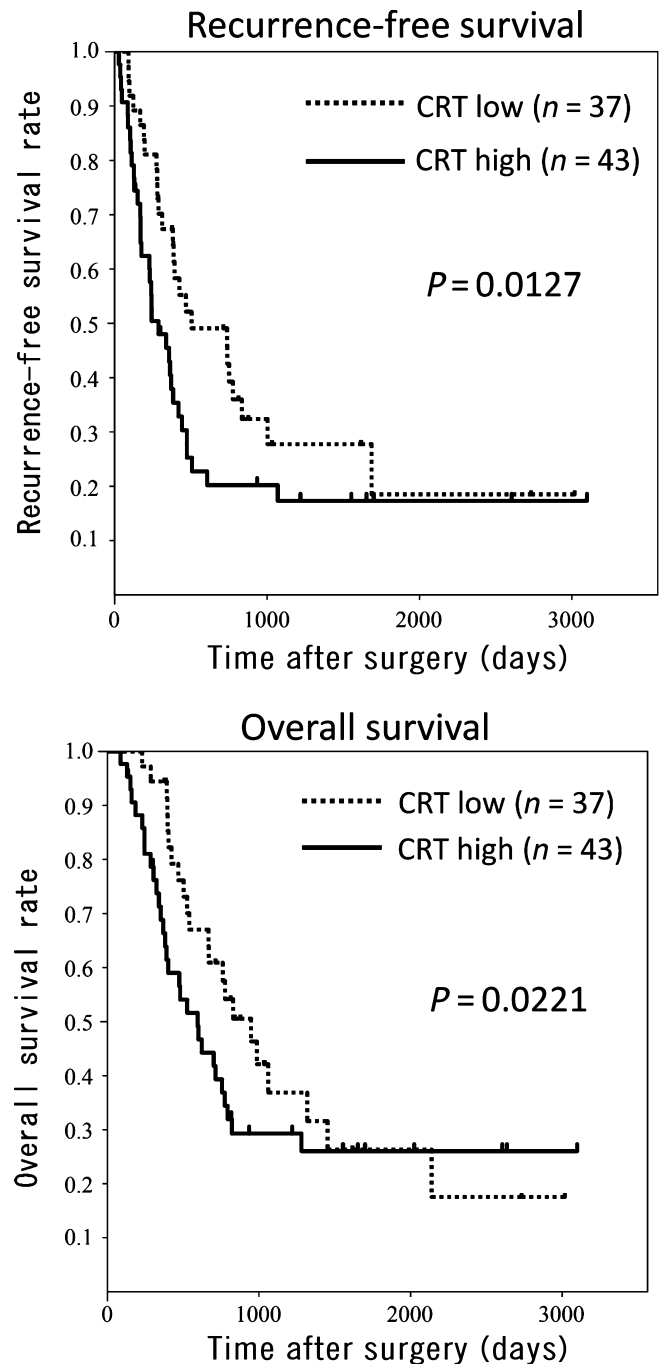 Recurrence-free survival
1.0
0.9
0.8
0.7
0.6
0.5
0.4
0.3
0.2
0.1
Recurrence-free survival rate
CRT low (n = 37)
CRT high (n = 43)
P = 0.0127
0 1000 2000 3000
Time after surgery (days)
Overall survival
1.0
0.9
0.8
0.7
0.6
0.5
0.4
0.3
0.2
0.1
Overall survival rate
CRT low (n = 37)
CRT high (n = 43)
P = 0.0221
0 1000 2000 3000
Time after surgery (days)